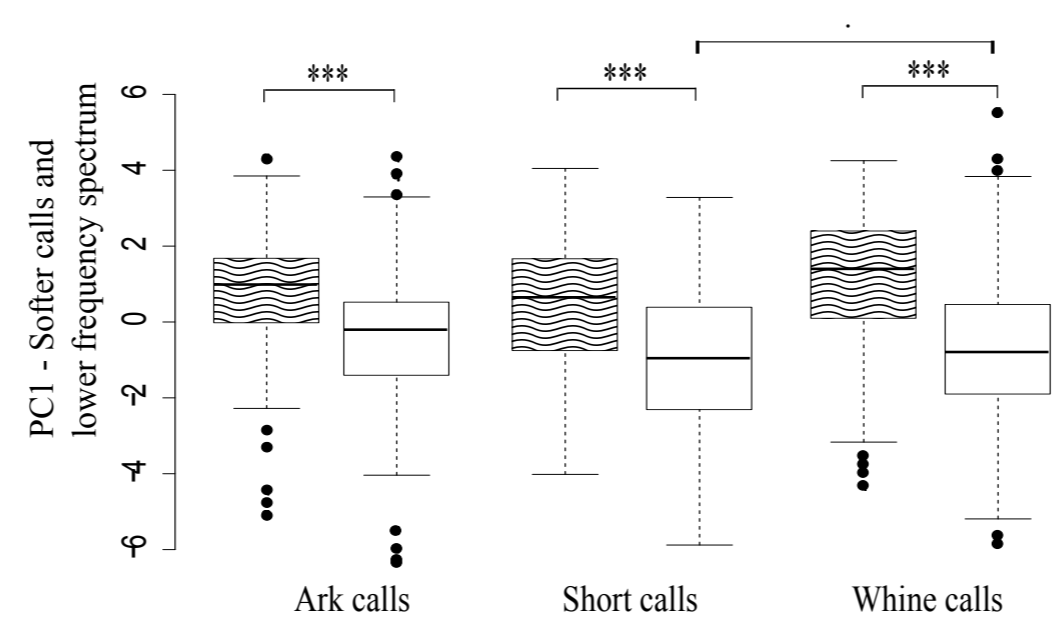 .
*** *** ***
PC1 - Softer calls and
lower frequency spectrum
6
4
2
0
-2
-4
-6
Ark calls Short calls Whine calls